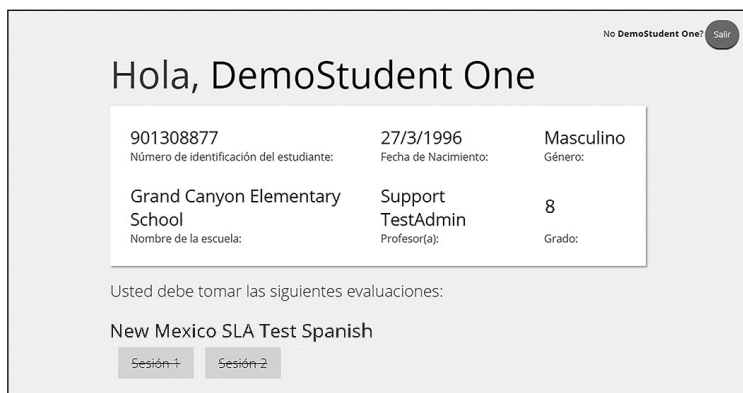 No DemoStudent One? Salir
Hola, DemoStudent One
901308877 27/3/1996 Masculino
Número de identificación del estudiante: Fecha de Nacimiento: Género:
Grand Canyon Elementary School Support TestAdmin 8
Nombre de la escuela: Profesor(a): Grado:
Usted debe tomar las siguientes evaluaciones:
New Mexico SLA Test Spanish
Sesión 1 Sesión 2